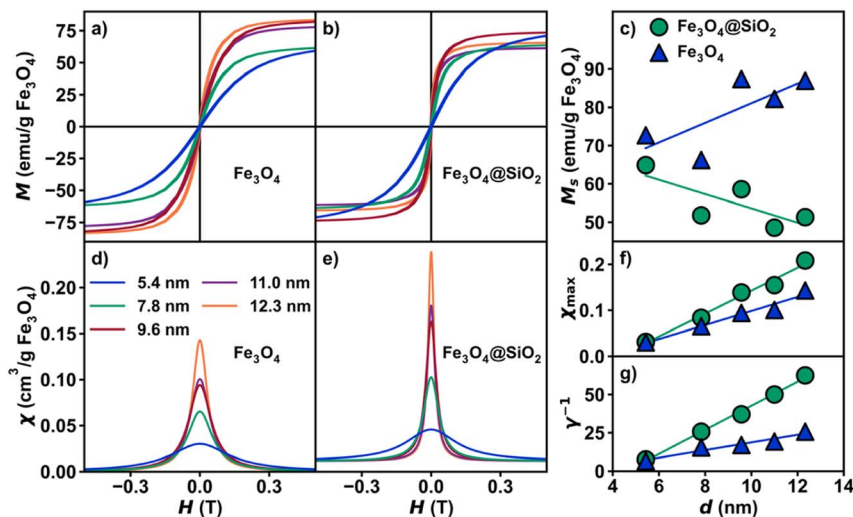 a)
b)
c)
Fe3O4@SiO2
Fe3O4
75
50
25
0
−25
−50
−75
M (emu/g Fe3O4)
Fe3O4
Fe3O4@SiO2
90
80
70
60
50
Ms (emu/g Fe3O4)
d)
e)
f)
0.20
0.15
0.10
0.05
0.00
χ (cm3/g Fe3O4)
5.4 nm
11.0 nm
7.8 nm
12.3 nm
9.6 nm
Fe3O4
Fe3O4@SiO2
0.2
0.1
0.0
χmax
g)
50
25
0
γ−1
−0.3
0.0
0.3
H (T)
−0.3
0.0
0.3
H (T)
4
6
8
10
12
14
d (nm)